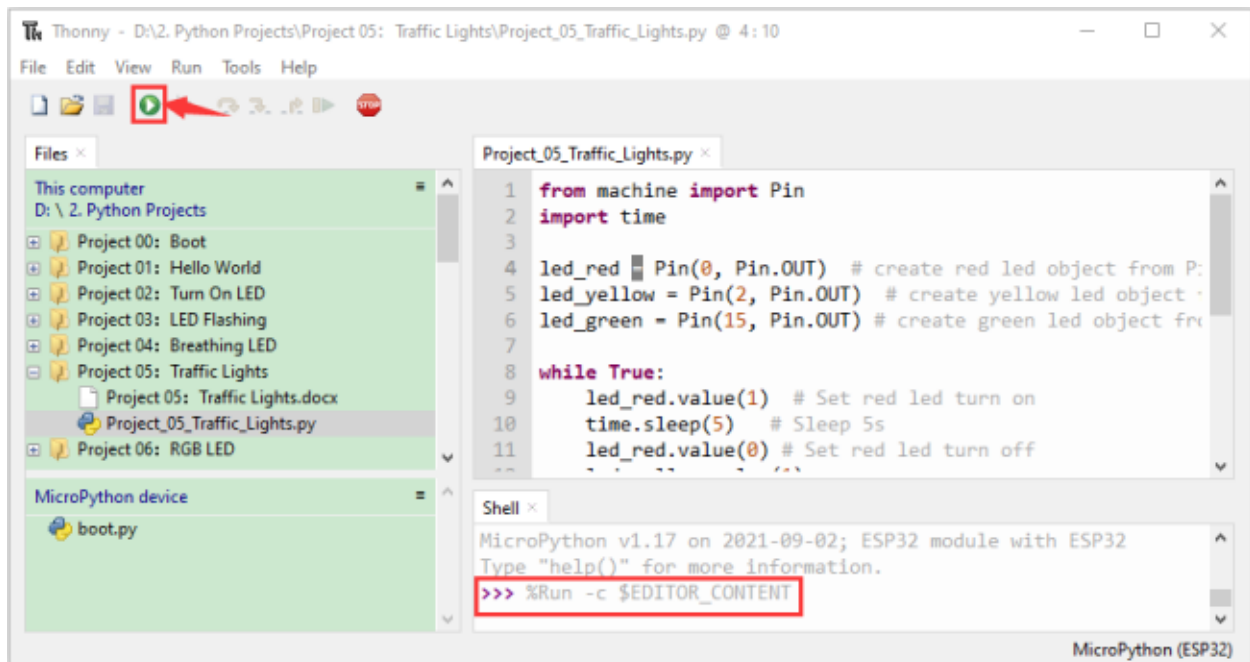 Thonny - D:\2. Python Projects\Project 05: Traffic Lights\Project_05_Traffic_Lights.py @ 4:10
File Edit View Run Tools Help
STOP
Files
This computer
D: \ 2. Python Projects
Project 00: Boot
Project 01: Hello World
Project 02: Turn On LED
Project 03: LED Flashing
Project 04: Breathing LED
Project 05: Traffic Lights
Project 05: Traffic Lights.docx
Project_05_Traffic_Lights.py
Project 06: RGB LED
MicroPython device
boot.py
Project_05_Traffic_Lights.py
1 from machine import Pin
2 import time
3
4 led_red = Pin(0, Pin.OUT) # create red led object from
5 led_yellow = Pin(2, Pin.OUT) # create yellow led object
6 led_green = Pin(15, Pin.OUT) # create green led object
7
8 while True:
9 led_red.value(1) # Set red led turn on
10 time.sleep(5) # Sleep 5s
11 led_red.value(0) # Set red led turn off
Shell
MicroPython v1.17 on 2021-09-02; ESP32 module with ESP32
Type "help()" for more information.
>>> %Run -c $EDITOR_CONTENT
MicroPython (ESP32)